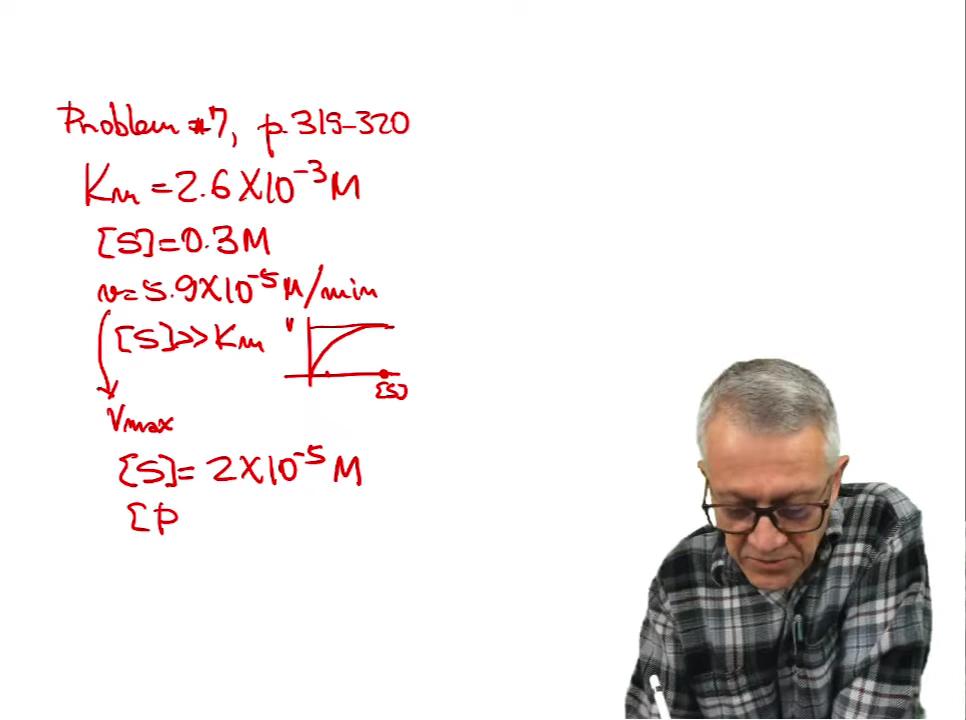 Problem #7, p.319-320
Km = 2.6 X 10⁻³ M
[S] = 0.3 M
v = 5.9 X 10⁻⁵ M/min
[S] >> Km
v
[S]
Vmax
[S] = 2 X 10⁻⁵ M
[P